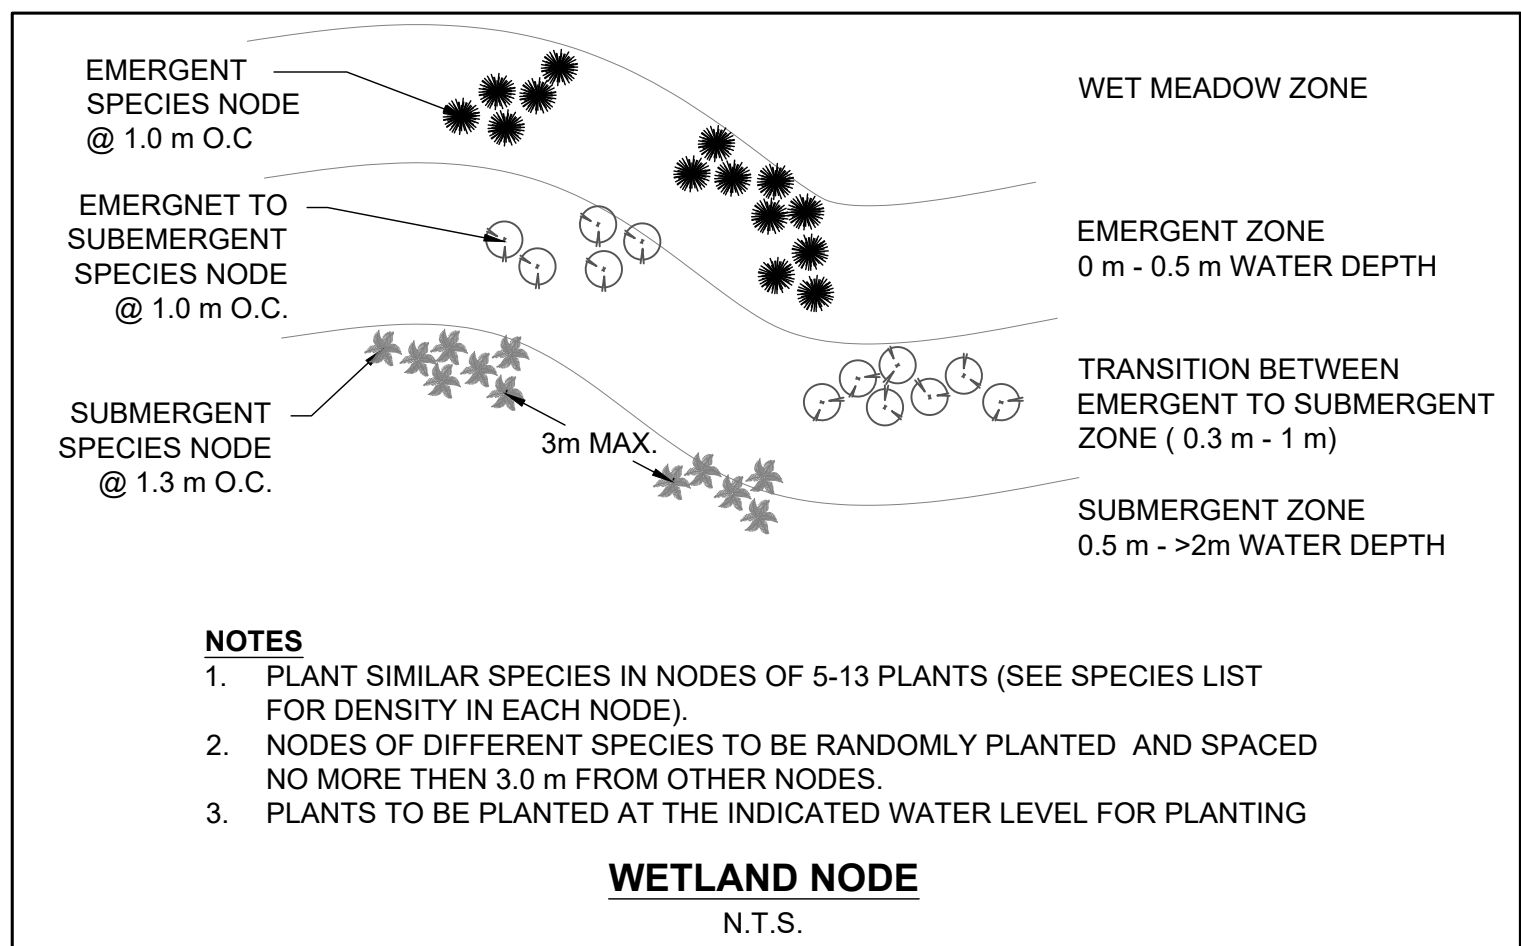 EMERGENT
SPECIES NODE
@ 1.0 m O.C
EMERGNET TO
SUBEMERGENT
SPECIES NODE
@ 1.0 m O.C.
SUBMERGENT
SPECIES NODE
@ 1.3 m O.C.
3m MAX.
WET MEADOW ZONE
EMERGENT ZONE
0 m - 0.5 m WATER DEPTH
TRANSITION BETWEEN
EMERGENT TO SUBMERGENT
ZONE ( 0.3 m - 1 m)
SUBMERGENT ZONE
0.5 m - >2m WATER DEPTH
NOTES
1. PLANT SIMILAR SPECIES IN NODES OF 5-13 PLANTS (SEE SPECIES LIST
FOR DENSITY IN EACH NODE).
2. NODES OF DIFFERENT SPECIES TO BE RANDOMLY PLANTED AND SPACED
NO MORE THEN 3.0 m FROM OTHER NODES.
3. PLANTS TO BE PLANTED AT THE INDICATED WATER LEVEL FOR PLANTING
WETLAND NODE
N.T.S.